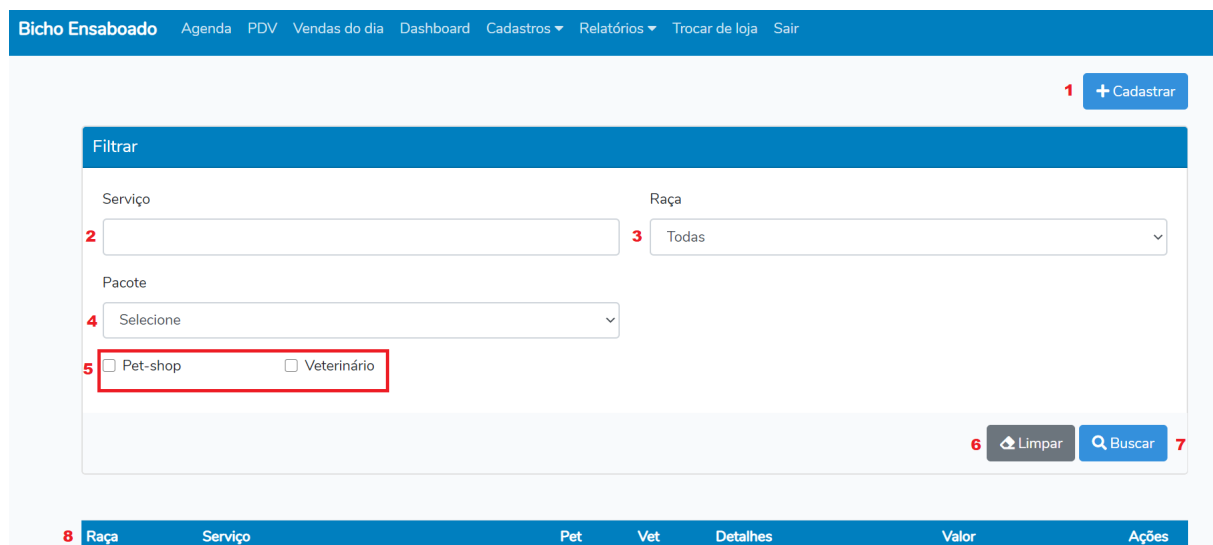 Bicho Ensaboado Agenda PDV Vendas do dia Dashboard Cadastros Relatórios Trocar de loja Sair
1 Cadastrar
Filtrar
Serviço Raça
2 3 Todas
Pacote
4 Selecione
5 Pet-shop Veterinário
6 Limpar Buscar 7
8 Raça Serviço Pet Vet Detalhes Valor Ações